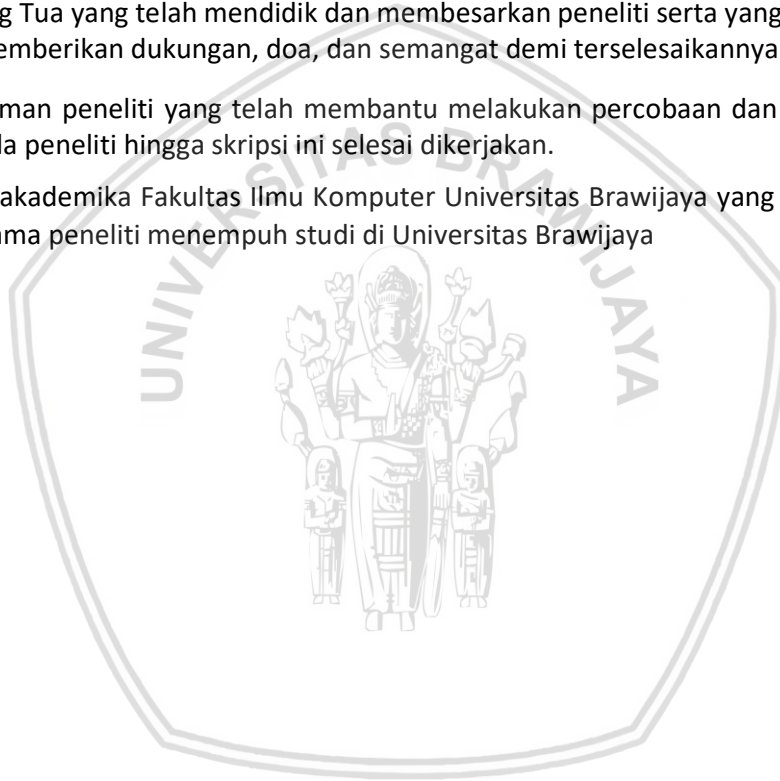 g Tua yang telah mendidik dan membesarkan peneliti serta yang
emberikan dukungan, doa, dan semangat demi terselesaikannya
man peneliti yang telah membantu melakukan percobaan dan
la peneliti hingga skripsi ini selesai dikerjakan.
akademika Fakultas Ilmu Komputer Universitas Brawijaya yang
ama peneliti menempuh studi di Universitas Brawijaya
UNIVERSITAS BRAWIJAYA